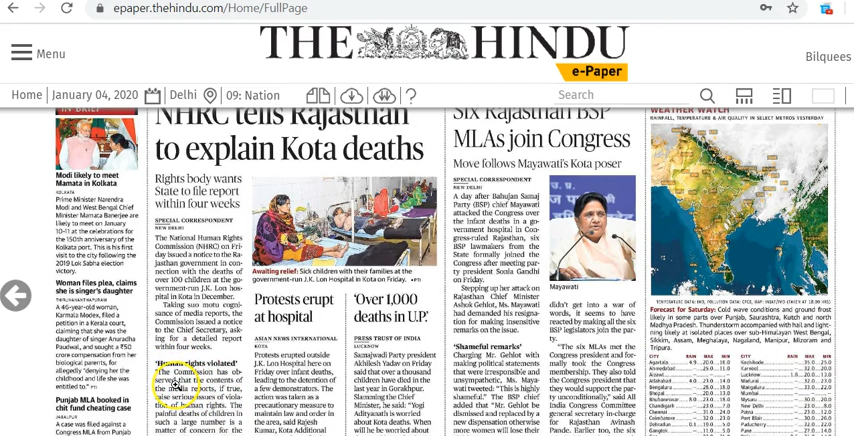 epaper.thehindu.com/Home/FullPage
Menu
THE HINDU
e-Paper
Bilquees
Home | January 04, 2020
Delhi
09: Nation
Search
IN BRIEF
Modi likely to meet
Mamata in Kolkata
KOLKATA
Prime Minister Narendra
Modi and West Bengal Chief
Minister Mamata Banerjee are
likely to meet on January
10-11 at the celebrations for
the 150th anniversary of the
Kolkata port. This is his first
visit to the city following the
2019 Lok Sabha election
victory.
Woman files plea, claims
she is singer's daughter
THIRUVANANTHAPURAM
A 46-year-old woman,
Karmala Modex, filed a
petition in a Kerala court,
claiming that she was the
daughter of singer Anuradha
Paudwal, and sought a ₹50
crore compensation from her
biological parents, for
allegedly "denying her the
childhood and life she was
entitled to." PTI
Punjab MLA booked in
chit fund cheating case
JABALPUR
A case was filed against a
Congress MLA from Punjab
NHRC tells Rajasthan
to explain Kota deaths
Rights body wants
State to file report
within four weeks
SPECIAL CORRESPONDENT
NEW DELHI
The National Human Rights
Commission (NHRC) on Fri-
day issued a notice to the Ra-
jasthan government in con-
nection with the deaths of
over 100 children at the go-
vernment-run J.K. Lon hos-
pital in Kota in December.
Taking suo motu cogni-
sance of media reports, the
Commission issued a notice
to the Chief Secretary, ask-
ing for a detailed report
within four weeks.
'Human rights violated'
"The Commission has ob-
served that the contents of
the media reports, if true,
raise serious issues of viola-
tion of human rights. The
painful deaths of children in
such a large number is a
matter of concern for the
Awaiting relief: Sick children with their families at the
government-run J.K. Lon Hospital in Kota on Friday. PTI
Protests erupt
at hospital
ASIAN NEWS INTERNATIONAL
KOTA
Protests erupted outside
J.K. Lon Hospital here on
Friday over infant deaths,
leading to the detention of
a few demonstrators. The
action was taken as a
precautionary measure to
maintain law and order in
the area, said Rajesh
Kumar, Kota Additional
'Over 1,000
deaths in U.P.'
PRESS TRUST OF INDIA
LUCKNOW
Samajwadi Party president
Akhilesh Yadav on Friday
said that over a thousand
children have died in the
last year in Gorakhpur.
Slamming the Chief
Minister, he said: "Yogi
Adityanath is worried
about Kota deaths. When
will he be worried about
Six Rajasthan BSP
MLAs join Congress
Move follows Mayawati's Kota poser
SPECIAL CORRESPONDENT
NEW DELHI
A day after Bahujan Samaj
Party (BSP) chief Mayawati
attacked the Congress over
the infant deaths in a go-
vernment hospital in Con-
gress-ruled Rajasthan, six
BSP lawmakers from the
State formally joined the
Congress after meeting par-
ty president Sonia Gandhi
on Friday.
Stepping up her attack on
Rajasthan Chief Minister
Ashok Gehlot, Ms. Mayawati
had demanded his resigna-
tion for making insensitive
remarks on the issue.
'Shameful remarks'
Charging Mr. Gehlot with
making political statements
that were irresponsible and
unsympathetic, Ms. Maya-
wati tweeted: "This is highly
shameful." The BSP chief
added that "Mr. Gehlot be
dismissed and replaced by a
new dispensation otherwise
more women will lose their
Mayawati
didn't get into a war of
words, it seems to have
reacted by making all the six
BSP legislators join the par-
ty.
"The six MLAs met the
Congress president and for-
mally took the Congress
membership. They also told
the Congress president that
they would support the par-
ty unconditionally," said All
India Congress Committee
general secretary in-charge
for Rajasthan Avinash
Pande. Earlier too, the six
WEATHER WATCH
RAINFALL, TEMPERATURE & AIR QUALITY IN SELECT METROS YESTERDAY
Forecast for Saturday: Cold wave conditions and ground frost
likely in some parts over Punjab, Saurashtra, Kutch and north
Madhya Pradesh. Thunderstorm accompanied with hail and light-
ning likely at isolated places over sub-Himalayan West Bengal,
Sikkim, Assam, Meghalaya, Nagaland, Manipur, Mizoram and
Tripura.
CITY RAIN MAX MIN CITY RAIN MAX MIN